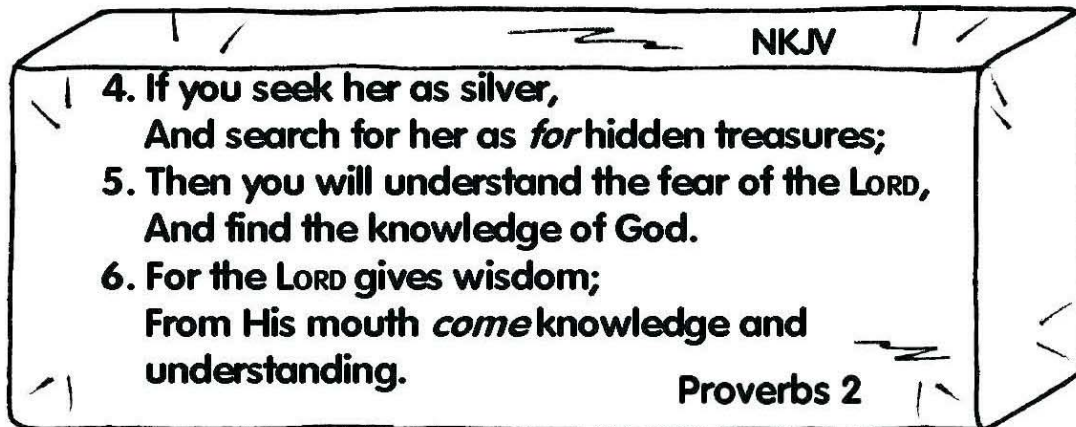 NKJV
4. If you seek her as silver,
And search for her as for hidden treasures;
5. Then you will understand the fear of the LORD,
And find the knowledge of God.
6. For the LORD gives wisdom;
From His mouth come knowledge and
understanding.
Proverbs 2